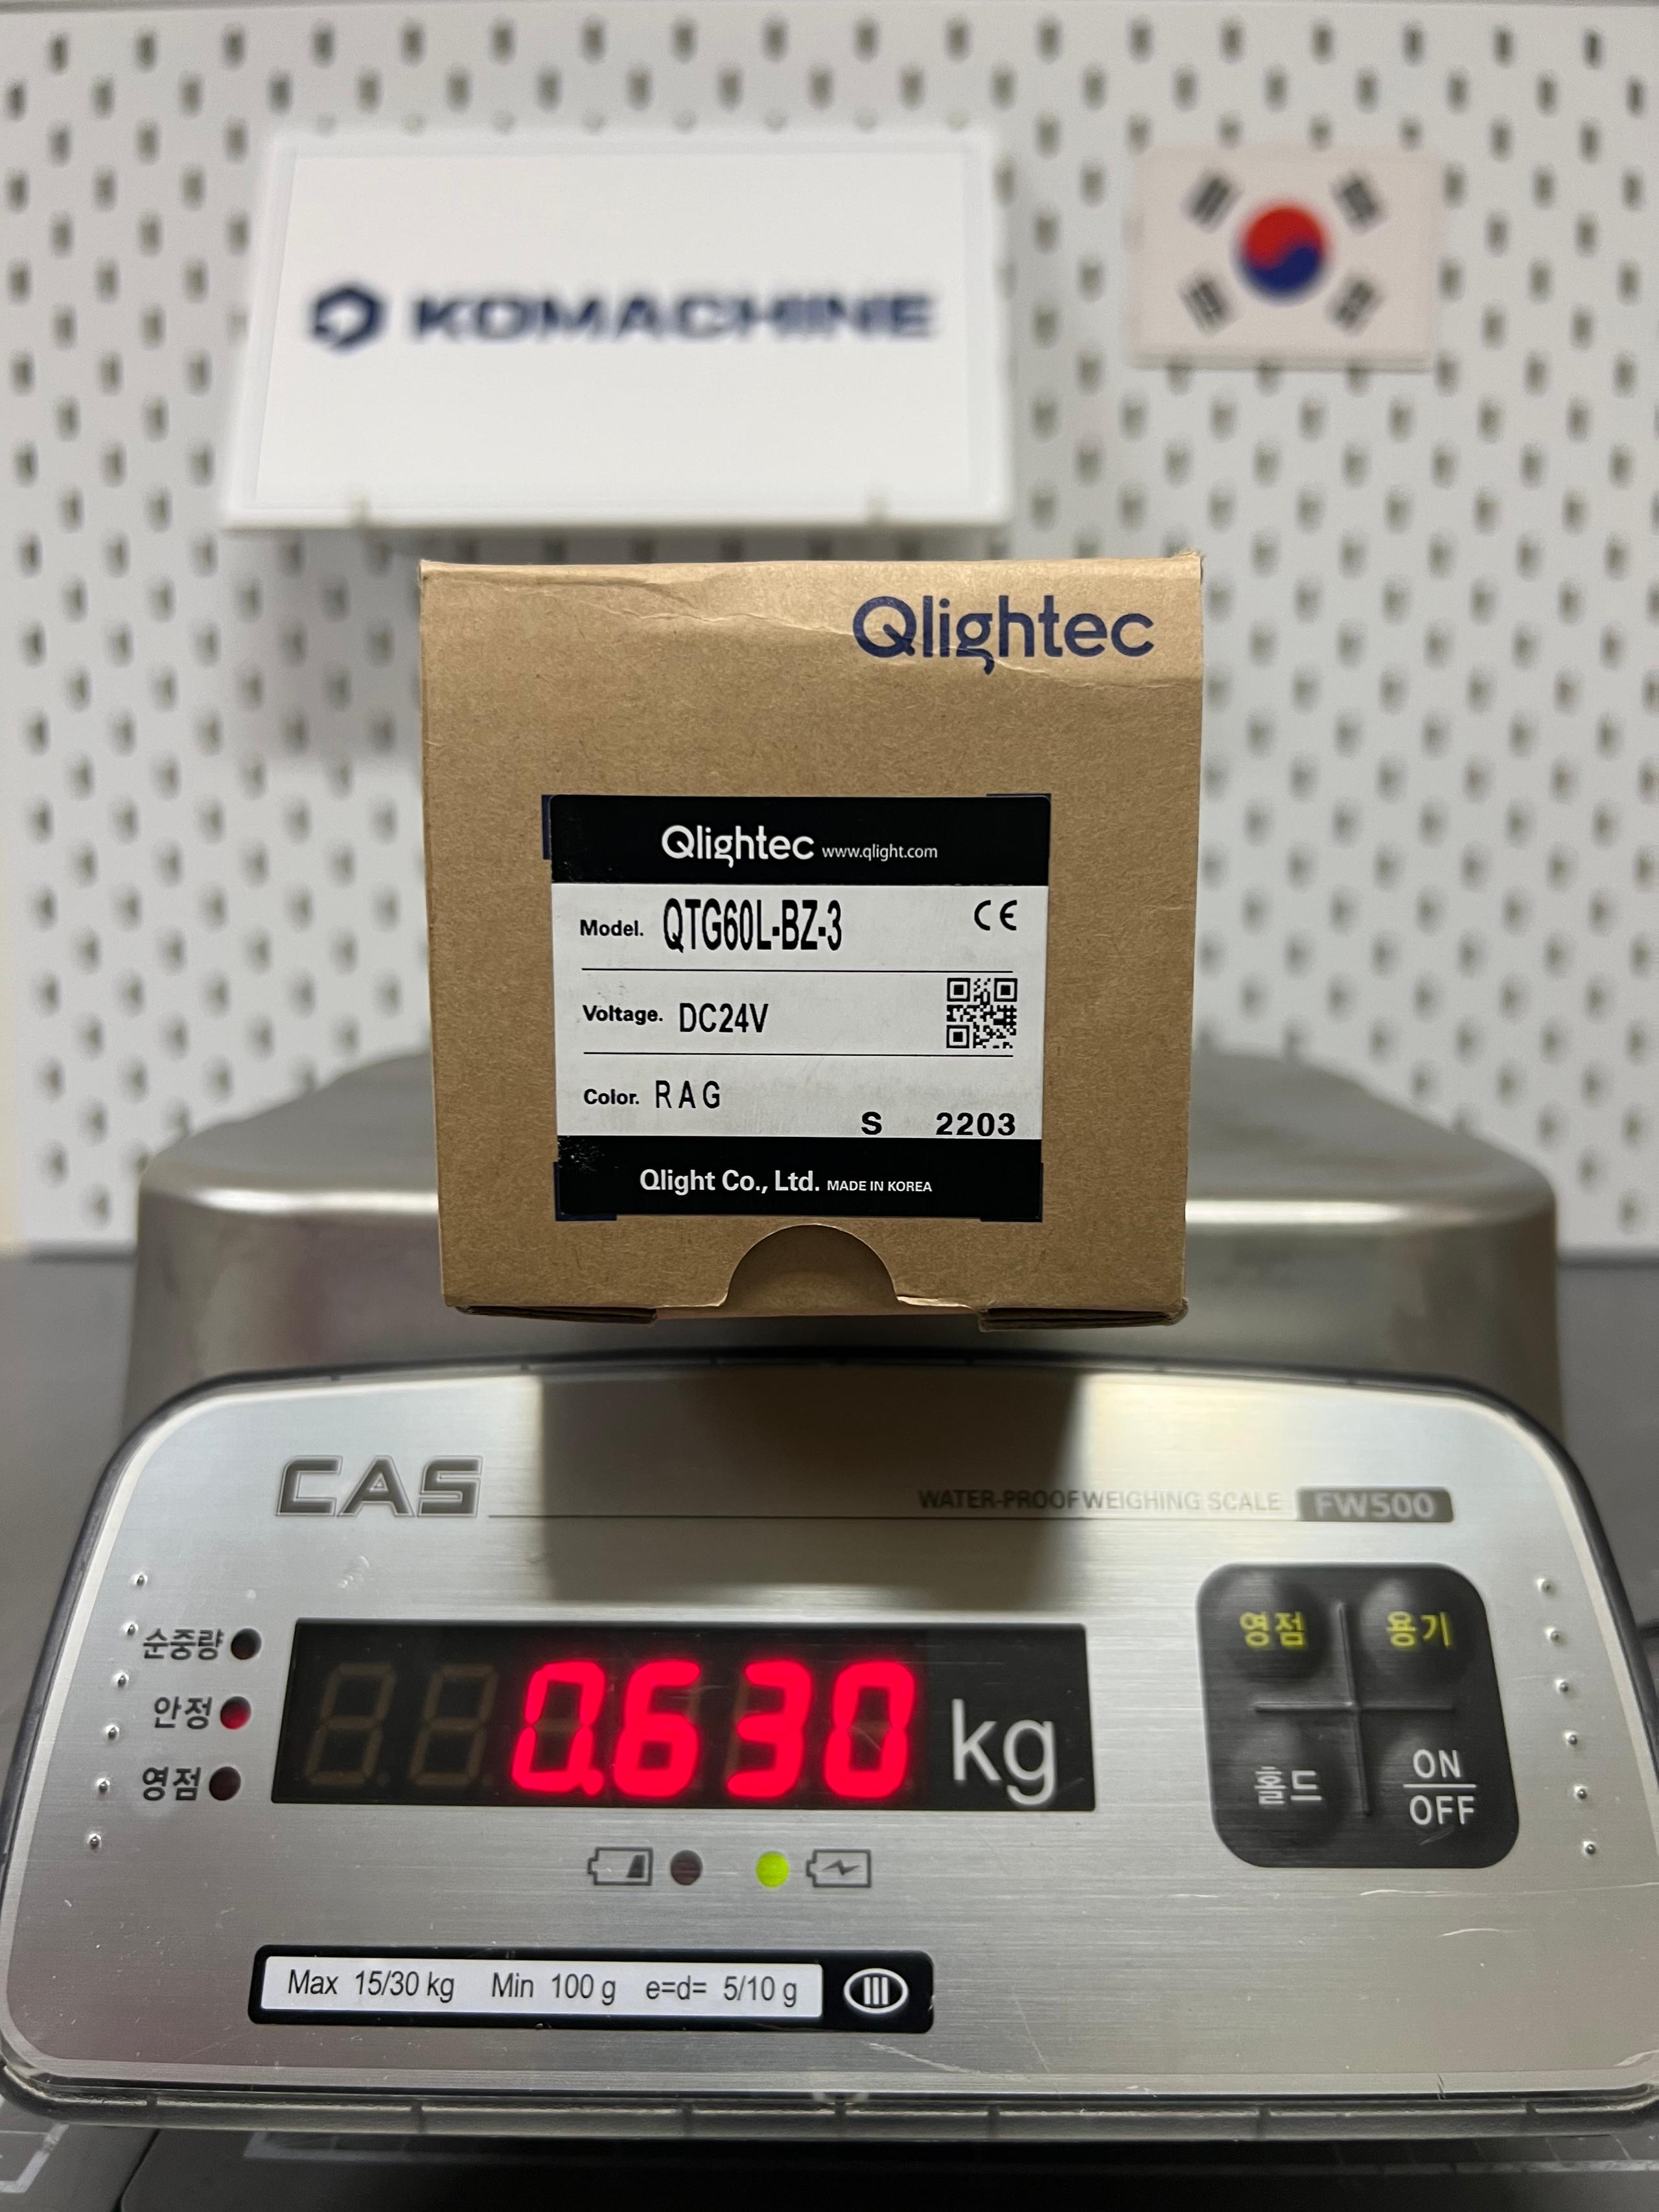 KOMACHINE
Qlightec
Qlightec www.qlight.com
Model. QTG60L-BZ-3 CE
Voltage. DC24V
Color. R A G
S 2203
Qlight Co., Ltd. MADE IN KOREA
CAS
WATER-PROOF WEIGHING SCALE FW500
순중량
안정
영점
0.630 kg
영점 용기
홀드 ON OFF
Max 15/30 kg Min 100 g e=d= 5/10 g III